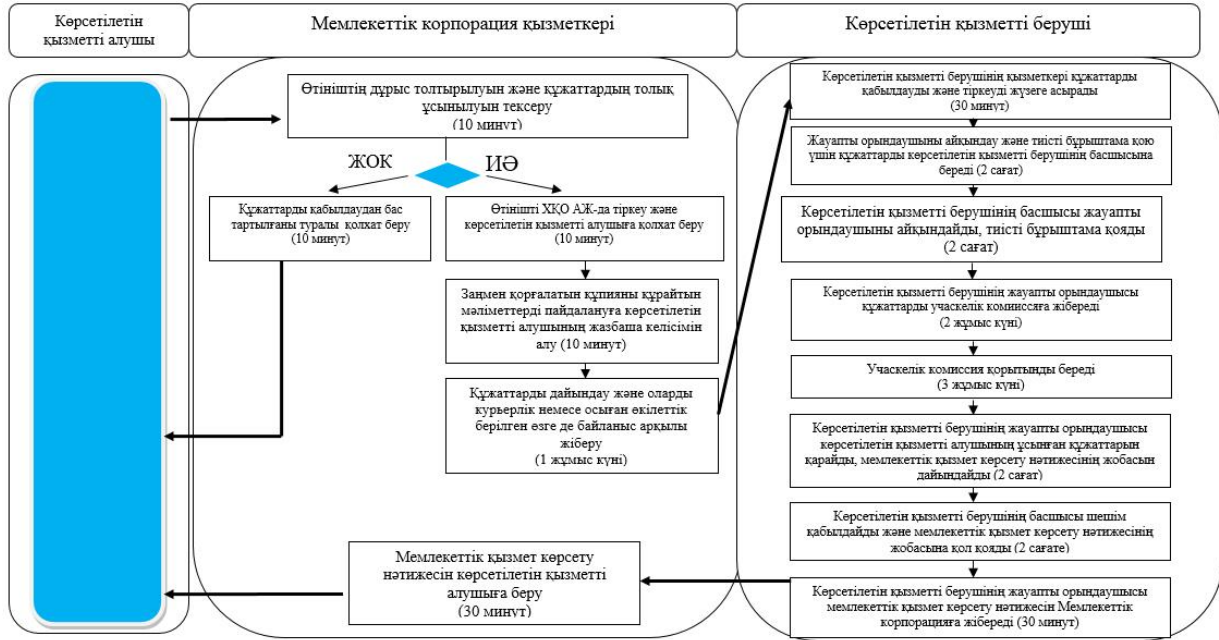 Көрсетілетін
қызметті алушы
Мемлекеттік корпорация қызметкері
Көрсетілетін қызметті беруші
Өтініштің дұрыс толтырылуын және құжаттардың толық
ұсынылуын тексеру
(10 минут)
ЖОК
ИӘ
Құжаттарды қабылдаудан бас
тартылғаны туралы қолхат беру
(10 минут)
Өтінішті ХҚО АЖ-да тіркеу және
көрсетілетін қызметті алушыға қолхат беру
(10 минут)
Заңмен қорғалатын құпияны құрайтын
мәліметтерді пайдалануға көрсетілетін
қызметті алушының жазбаша келісімін
алу (10 минут)
Құжаттарды дайындау және оларды
курьерлік немесе осыған өкілеттік
берілген өзге де байланыс арқылы
жіберу
(1 жұмыс күні)
Мемлекеттік қызмет көрсету
нәтижесін көрсетілетін қызметті
алушыға беру
(30 минут)
Көрсетілетін қызметті берушінің қызметкері құжаттарды
қабылдауды және тіркеуді жүзеге асырады
(30 минут)
Жауапты орындаушыны айқындау және тиісті бұрыштама қою
үшін құжаттарды көрсетілетін қызметті берушінің басшысына
береді (2 сағат)
Көрсетілетін қызметті берушінің басшысы жауапты
орындаушыны айқындайды, тиісті бұрыштама қояды
(2 сағат)
Көрсетілетін қызметті берушінің жауапты орындаушысы
құжаттарды учаскелік комиссяға жібереді
(2 жұмыс күні)
Учаскелік комиссия қорытынды береді
(3 жұмыс күні)
Көрсетілетін қызметті берушінің жауапты орындаушысы
көрсетілетін қызметті алушының ұсынған құжаттарын
қарайды, мемлекеттік қызмет көрсету нәтижесінің жобасын
дайындайды (2 сағат)
Көрсетілетін қызметті берушінің басшысы шешім
қабылдайды және мемлекеттік қызмет көрсету нәтижесінің
жобасына қол қояды (2 сағате)
Көрсетілетін қызметті берушінің жауапты орындаушысы
мемлекеттік қызмет көрсету нәтижесін Мемлекеттік
корпорацияға жібереді (30 минут)